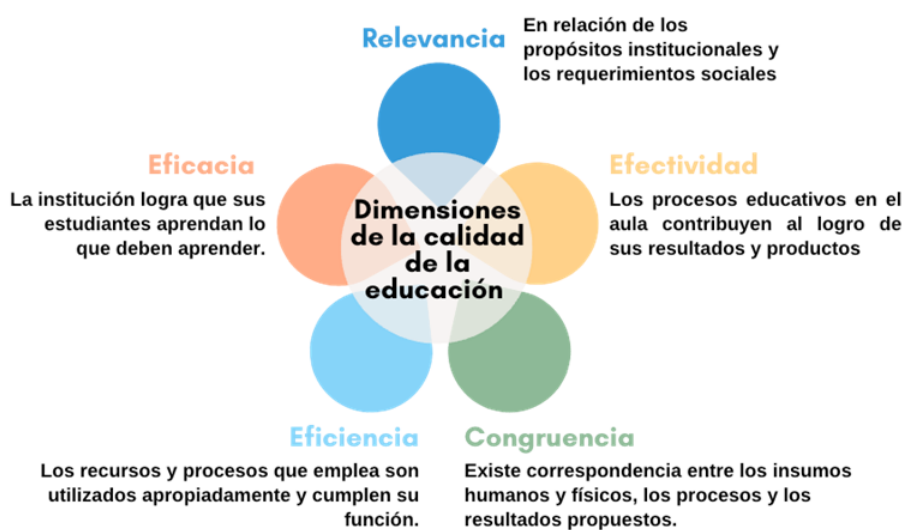 Relevancia
En relación de los
propósitos institucionales y
los requerimientos sociales
Eficacia
La institución logra que sus
estudiantes aprendan lo
que deben aprender.
Efectividad
Los procesos educativos en el
aula contribuyen al logro de
sus resultados y productos
Dimensiones
de la calidad
de la
educación
Eficiencia
Los recursos y procesos que emplea son
utilizados apropiadamente y cumplen su
función.
Congruencia
Existe correspondencia entre los insumos
humanos y físicos, los procesos y los
resultados propuestos.